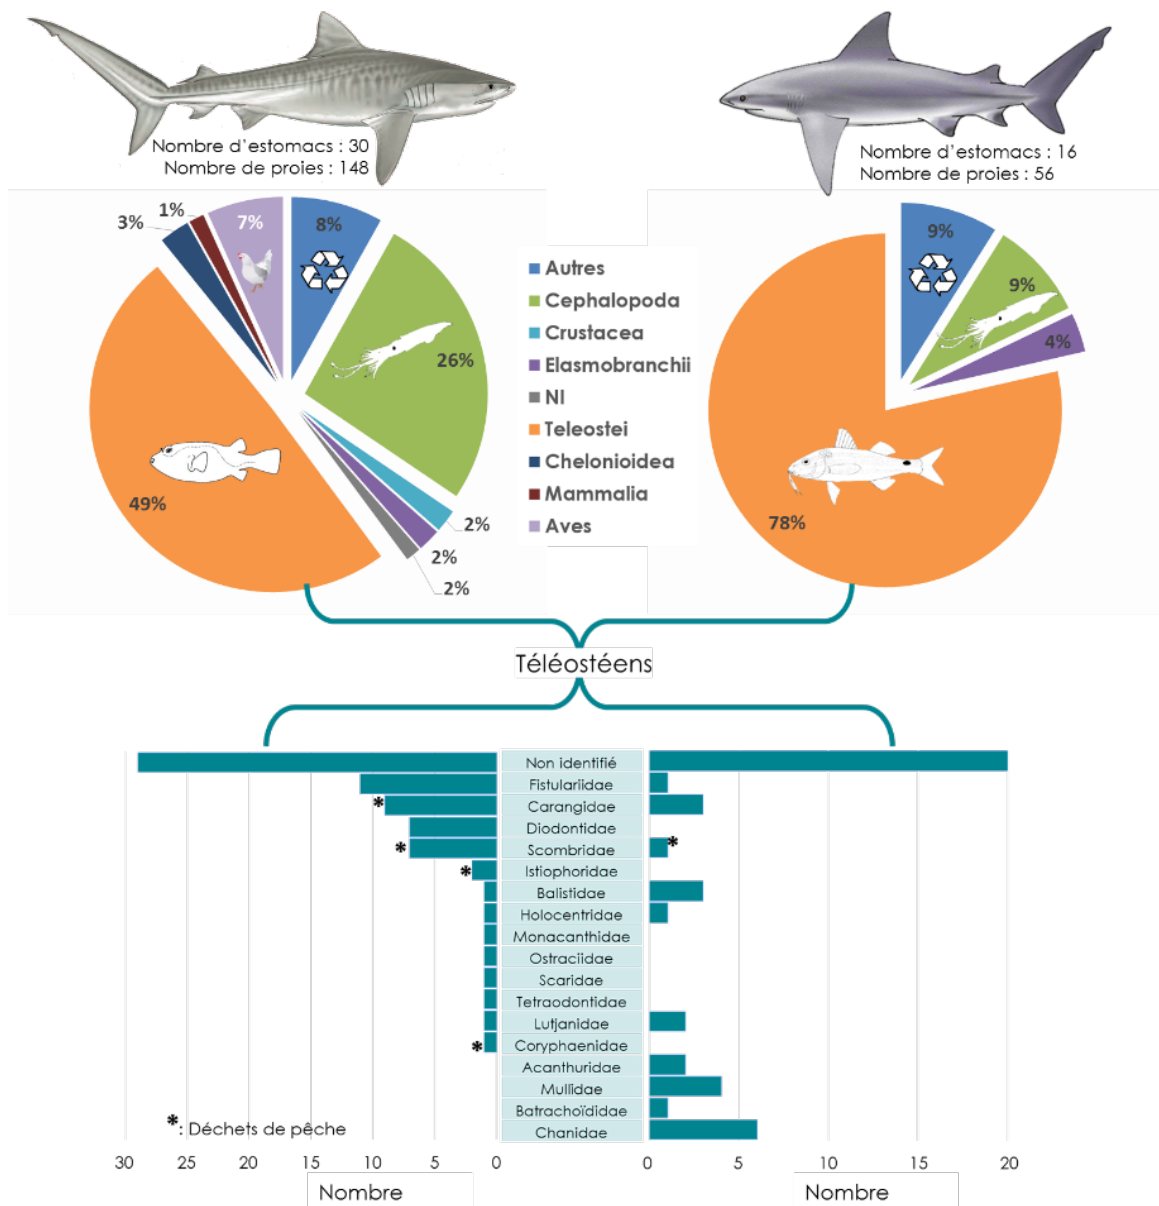 Nombre d'estomacs : 30
Nombre de proies : 148
Nombre d'estomacs : 16
Nombre de proies : 56
3%
1%
7%
8%
26%
49%
2%
2%
2%
Autres
Cephalopoda
Crustacea
Elasmobranchii
NI
Teleostei
Chelonioidea
Mammalia
Aves
9%
9%
4%
78%
Téléostéens
Non identifié
Fistulariidae
* Carangidae
Diodontidae
* Scombridae *
* Istiophoridae
Balistidae
Holocentridae
Monacanthidae
Ostraciidae
Scaridae
Tetraodontidae
Lutjanidae
* Coryphaenidae
Acanthuridae
Mullidae
Batrachoïdidae
Chanidae
*: Déchets de pêche
30 25 20 15 10 5 0
0 5 10 15 20
Nombre
Nombre